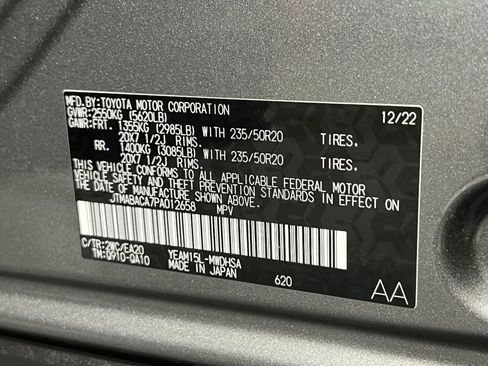 MFD.BY:TOYOTA MOTOR CORPORATION 12/22
GVWR:2550KG (5620LB)
GAWR:FRT. 1355KG (2985LB) WITH 235/50R20 TIRES.
20X7 1/2J RIMS.
RR. 1400KG (3085LB) WITH 235/50R20 TIRES.
20X7 1/2J RIMS.
THIS VEHICLE CONFORMS TO ALL APPLICABLE FEDERAL MOTOR
VEHICLE SAFETY AND THEFT PREVENTION STANDARDS IN EFFECT
ON THE DATE OF MANUFACTURE SHOWN ABOVE.
JTMABACA7PA012658 MPV
C/TR:2WC/EA20 YEAM15L-MWDHSA
TM:Q910-QA10 MADE IN JAPAN 620
AA